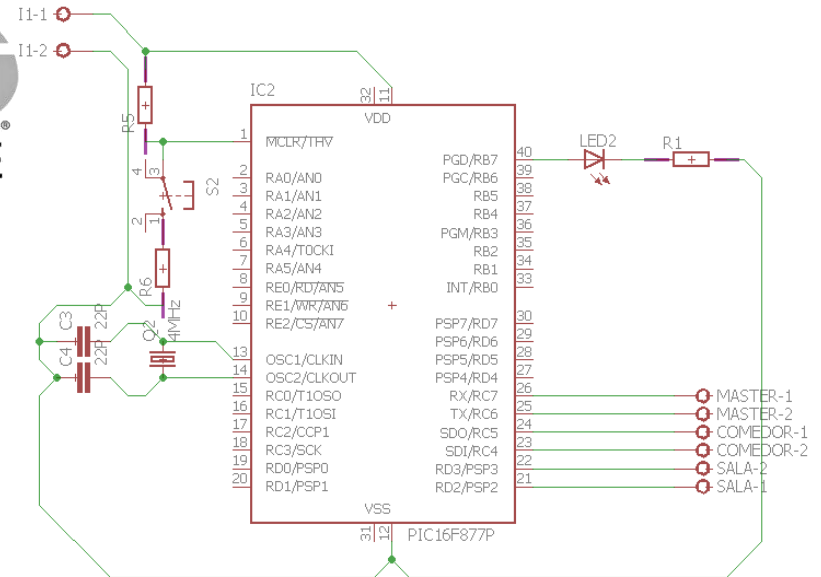 I1-1
I1-2
IC2
32
11
VDD
R5
1
MCLR/THV
4
3
S2
2
1
R6
2
RA0/AN0
3
RA1/AN1
4
RA2/AN2
5
RA3/AN3
6
RA4/T0CKI
7
RA5/AN4
8
RE0/RD/AN5
9
RE1/WR/AN6
10
RE2/CS/AN7
13
OSC1/CLKIN
14
OSC2/CLKOUT
15
RC0/T1OSO
16
RC1/T1OSI
17
RC2/CCP1
18
RC3/SCK
19
RD0/PSP0
20
RD1/PSP1
C3
22P
C4
22P
Q2
4MHz
PGD/RB7
40
PGC/RB6
39
RB5
38
RB4
37
PGM/RB3
36
RB2
35
RB1
34
INT/RB0
33
PSP7/RD7
30
PSP6/RD6
29
PSP5/RD5
28
PSP4/RD4
27
RX/RC7
26
TX/RC6
25
SDO/RC5
24
SDI/RC4
23
RD3/PSP3
22
RD2/PSP2
21
LED2
R1
MASTER-1
MASTER-2
COMEDOR-1
COMEDOR-2
SALA-2
SALA-1
VSS
31
12
PIC16F877P
®